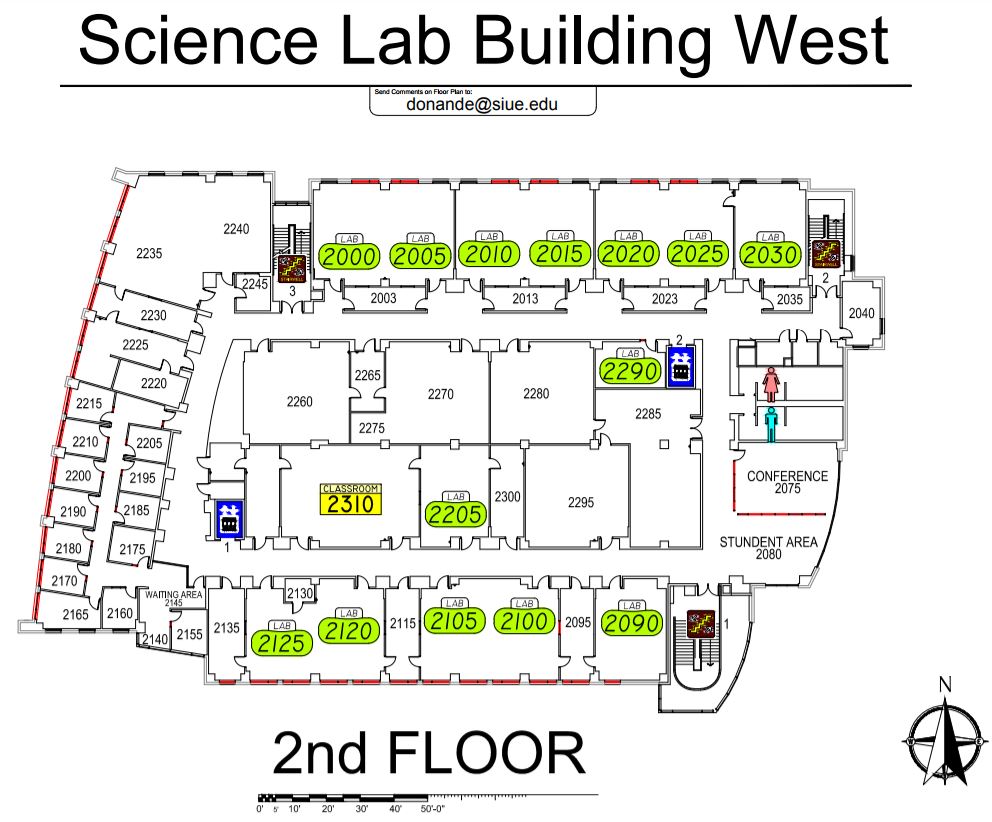 Science Lab Building West
Send Comments on Floor Plan to:
donande@siue.edu
2240
2235
2245
STAIRWELL
3
LAB
2000
LAB
2005
LAB
2010
LAB
2015
LAB
2020
LAB
2025
LAB
2030
STAIRWELL
2
2003
2013
2023
2035
2040
2230
2225
2220
2215
2210
2205
2200
2195
2190
2185
2180
2175
2170
2165
2160
2260
2265
2275
2270
2280
LAB
2290
2
2285
CONFERENCE
2075
STUNDENT AREA
2080
CLASSROOM
2310
LAB
2205
2300
2295
1
WAITING AREA
2145
2140
2155
2135
2130
LAB
2125
LAB
2120
2115
LAB
2105
LAB
2100
2095
LAB
2090
1
N
2nd FLOOR
0' 5' 10' 20' 30' 40' 50'-0"